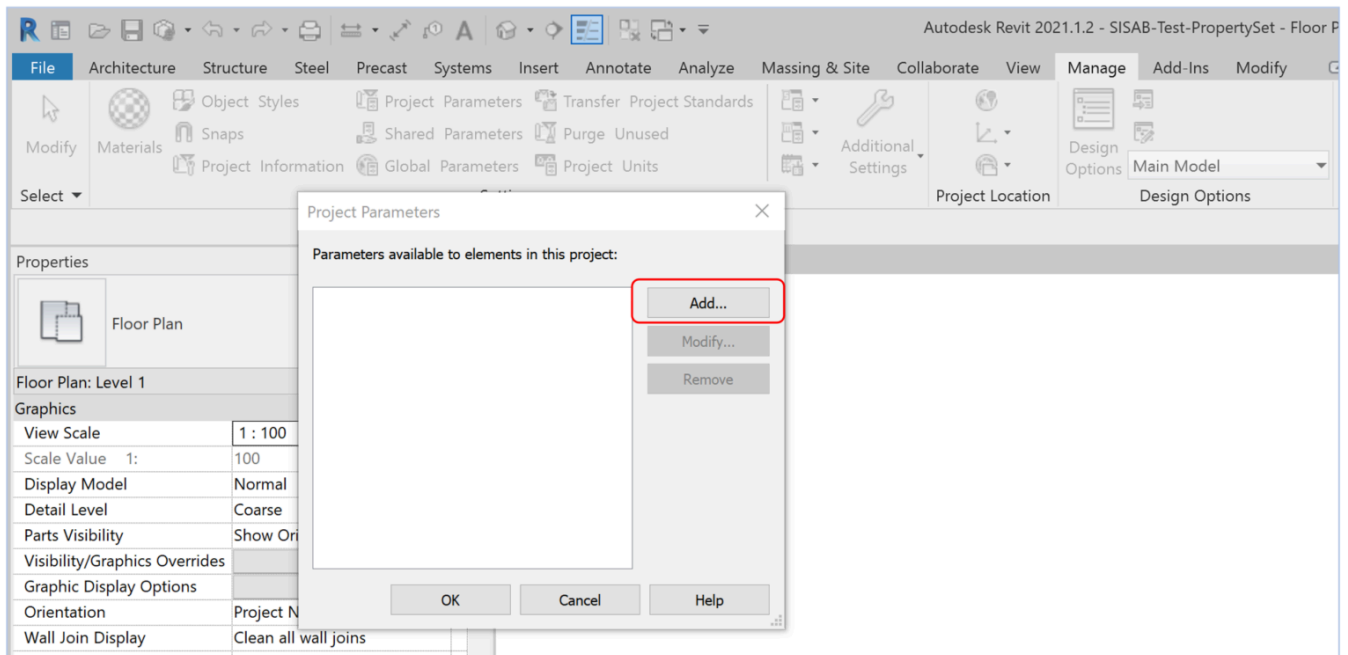 Autodesk Revit 2021.1.2 - SISAB-Test-PropertySet - Floor P
File Architecture Structure Steel Precast Systems Insert Annotate Analyze Massing & Site Collaborate View Manage Add-Ins Modify
Object Styles Project Parameters Transfer Project Standards
Snaps Shared Parameters Purge Unused
Modify Materials Additional Design
Project Information Global Parameters Project Units Settings Options Main Model
Select Project Location Design Options
Project Parameters
Parameters available to elements in this project:
Properties
Add...
Floor Plan
Modify...
Remove
Floor Plan: Level 1
Graphics
View Scale 1 : 100
Scale Value 1: 100
Display Model Normal
Detail Level Coarse
Parts Visibility Show Ori
Visibility/Graphics Overrides
Graphic Display Options
OK Cancel Help
Orientation Project N
Wall Join Display Clean all wall joins